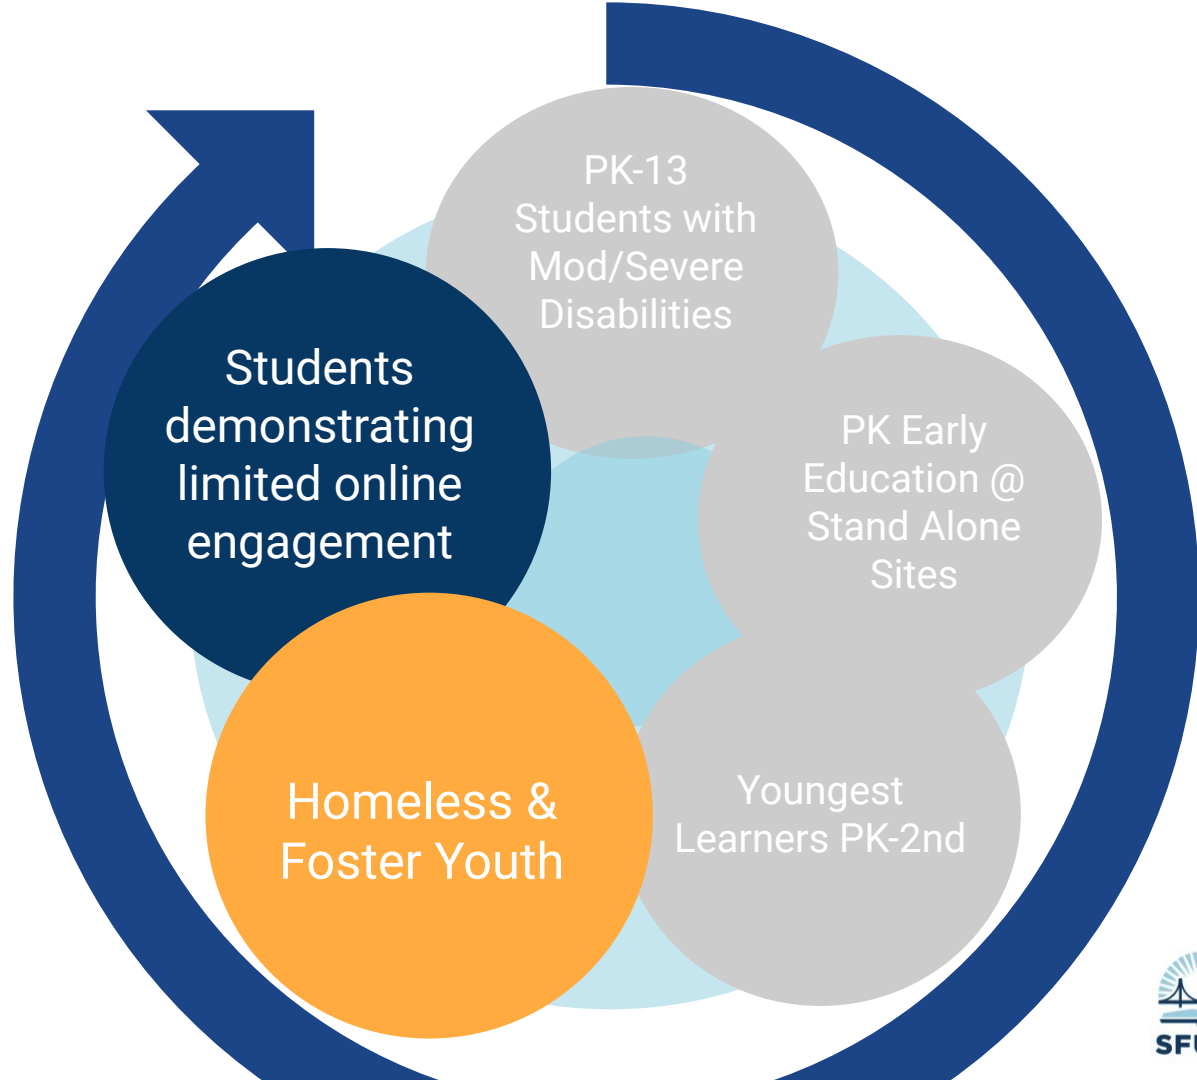 PK-13
Students with
Mod/Severe
Disabilities
PK Early
Education @
Stand Alone
Sites
Youngest
Learners PK-2nd
Homeless &
Foster Youth
Students
demonstrating
limited online
engagement